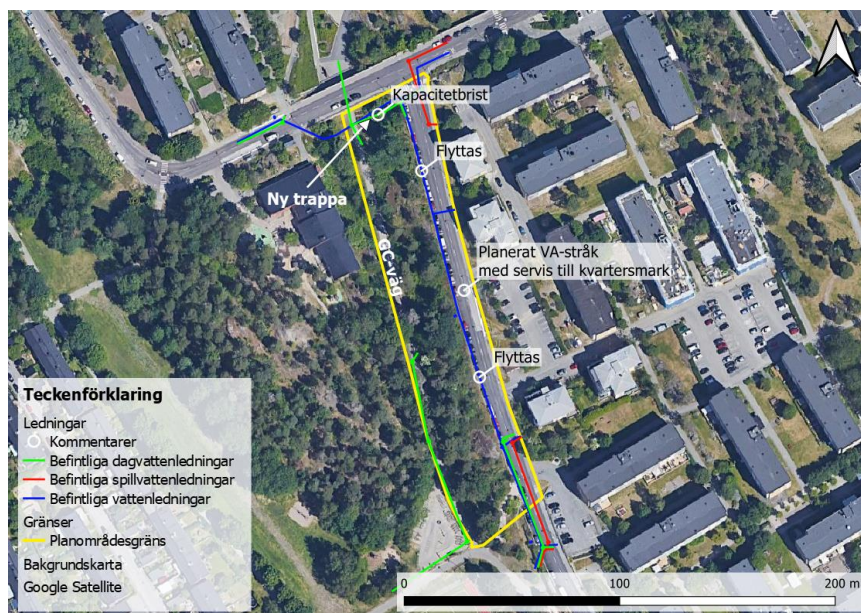 Kapacitetbrist
Flyttas
Ny trappa
GC-väg
Planerat VA-stråk
med servis till kvartersmark
Flyttas
Teckenförklaring
Ledningar
Kommentarer
Befintliga dagvattenledningar
Befintliga spillvattenledningar
Befintliga vattenledningar
Gränser
Planområdesgräns
Bakgrundskarta
Google Satellite
0 100 200 m